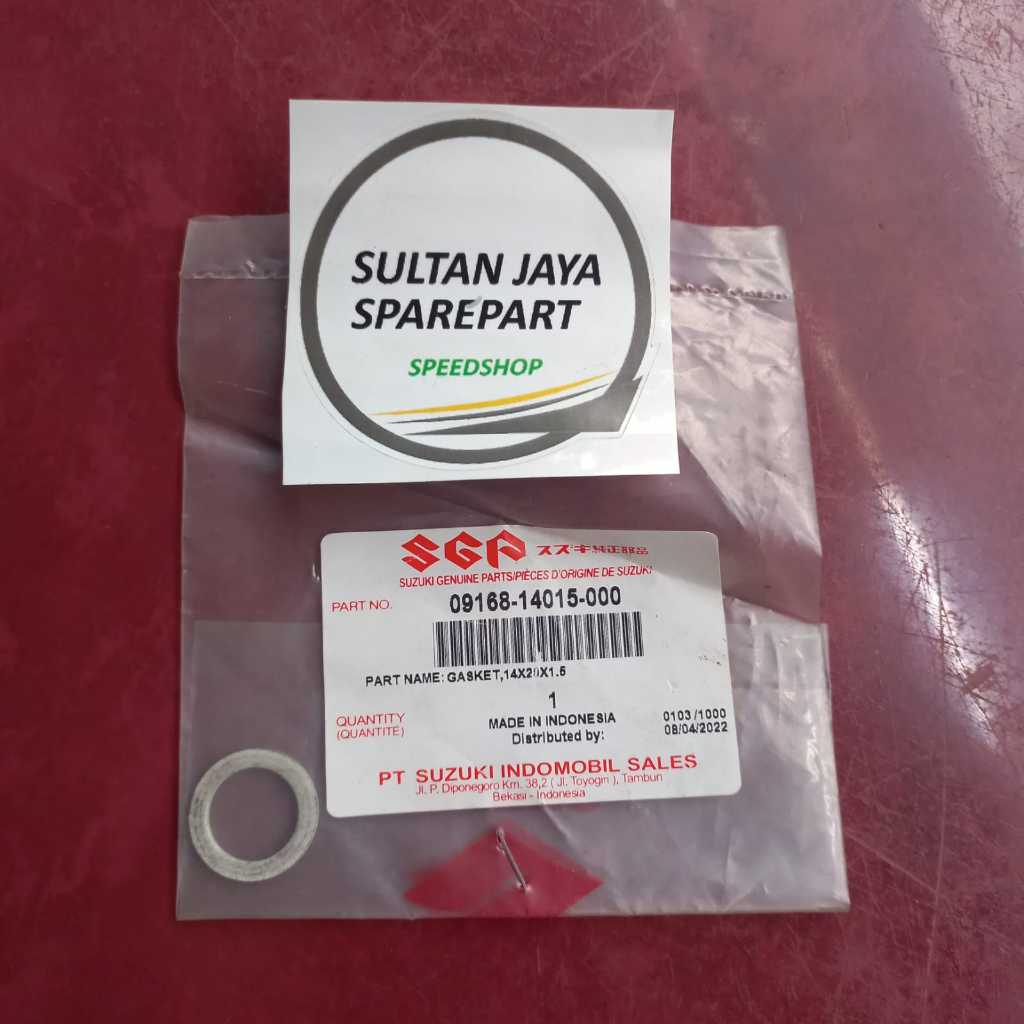 SULTAN JAYA
SPAREPART
SPEEDSHOP
SGP スズキ純正部品
SUZUKI GENUINE PARTS/PIÈCES D'ORIGINE DE SUZUKI
PART NO. 09168-14015-000
PART NAME: GASKET,14X20X1.5
1
QUANTITY
(QUANTITE)
MADE IN INDONESIA
Distributed by:
0103 /1000
08/04/2022
PT SUZUKI INDOMOBIL SALES
Jl. P. Diponegoro Km. 38,2 ( Jl. Toyogiri ), Tambun
Bekasi - Indonesia